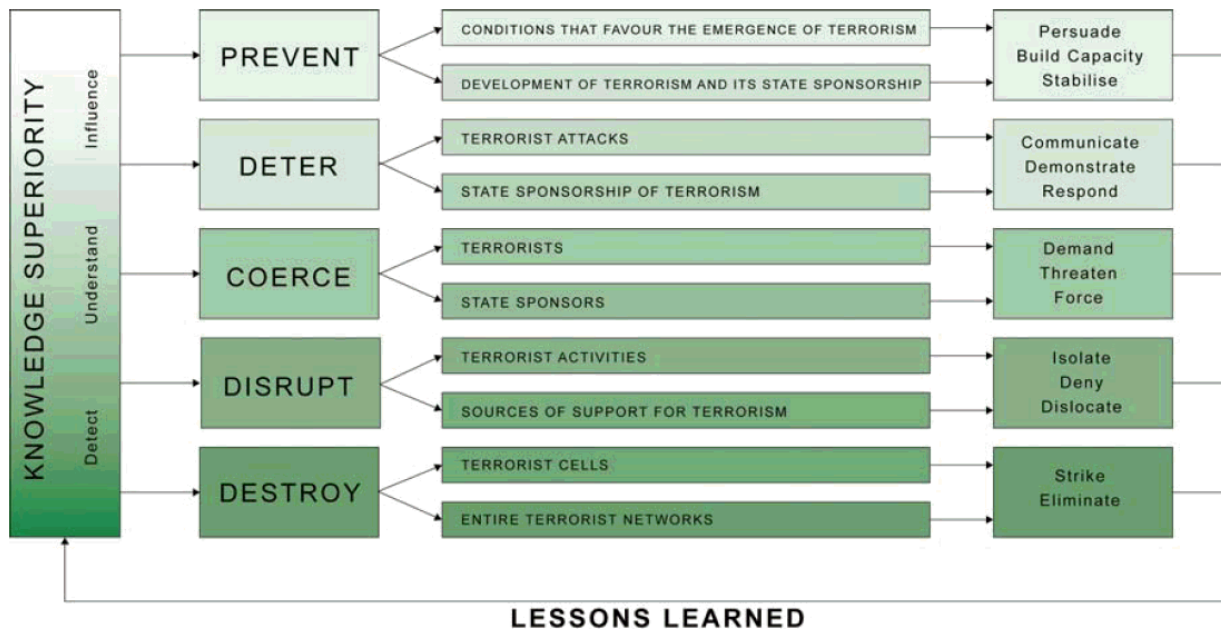 KNOWLEDGE SUPERIORITY
Influence
Understand
Detect
PREVENT
CONDITIONS THAT FAVOUR THE EMERGENCE OF TERRORISM
DEVELOPMENT OF TERRORISM AND ITS STATE SPONSORSHIP
Persuade
Build Capacity
Stabilise
DETER
TERRORIST ATTACKS
STATE SPONSORSHIP OF TERRORISM
Communicate
Demonstrate
Respond
COERCE
TERRORISTS
STATE SPONSORS
Demand
Threaten
Force
DISRUPT
TERRORIST ACTIVITIES
SOURCES OF SUPPORT FOR TERRORISM
Isolate
Deny
Dislocate
DESTROY
TERRORIST CELLS
ENTIRE TERRORIST NETWORKS
Strike
Eliminate
LESSONS LEARNED